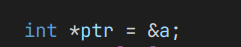 int *ptr = &a;